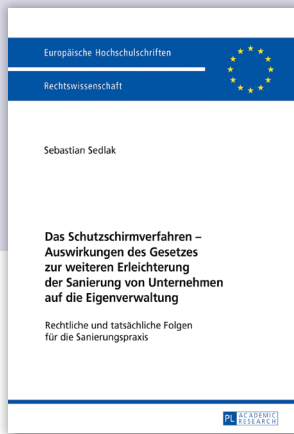 Europäische Hochschulschriften
Rechtswissenschaft
Sebastian Sedlak
Das Schutzschirmverfahren –
Auswirkungen des Gesetzes
zur weiteren Erleichterung
der Sanierung von Unternehmen
auf die Eigenverwaltung
Rechtliche und tatsächliche Folgen
für die Sanierungspraxis
PL ACADEMIC
RESEARCH